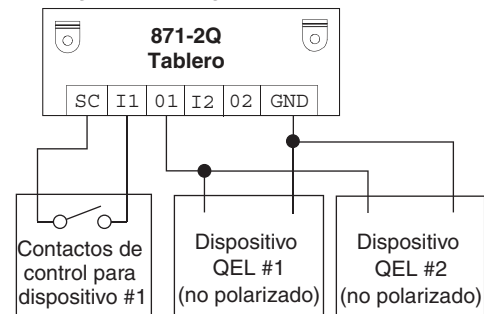 871-2Q
Tablero
SC I1 01 I2 02 GND
Contactos de
control para
dispositivo #1
Dispositivo
QEL #1
(no polarizado)
Dispositivo
QEL #2
(no polarizado)